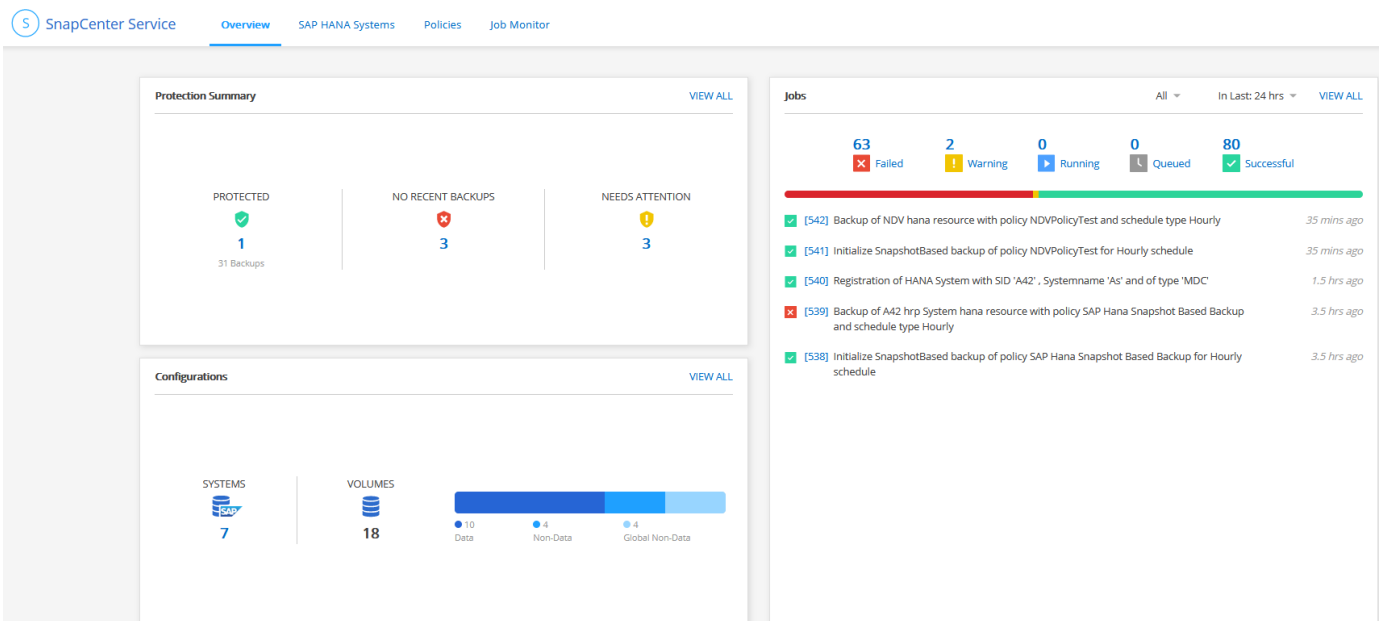 S SnapCenter Service
Overview SAP HANA Systems Policies Job Monitor
Protection Summary VIEW ALL
PROTECTED NO RECENT BACKUPS NEEDS ATTENTION
1 3 3
31 Backups
Configurations VIEW ALL
SYSTEMS VOLUMES
SAP
7 18
10 4 4
Data Non-Data Global Non-Data
Jobs All In Last: 24 hrs VIEW ALL
63 2 0 0 80
Failed Warning Running Queued Successful
[542] Backup of NDV hana resource with policy NDVPolicyTest and schedule type Hourly 35 mins ago
[541] Initialize SnapshotBased backup of policy NDVPolicyTest for Hourly schedule 35 mins ago
[540] Registration of HANA System with SID 'A42' , Systemname 'As' and of type 'MDC' 1.5 hrs ago
[539] Backup of A42 hrp System hana resource with policy SAP Hana Snapshot Based Backup 3.5 hrs ago
and schedule type Hourly
[538] Initialize SnapshotBased backup of policy SAP Hana Snapshot Based Backup for Hourly 3.5 hrs ago
schedule